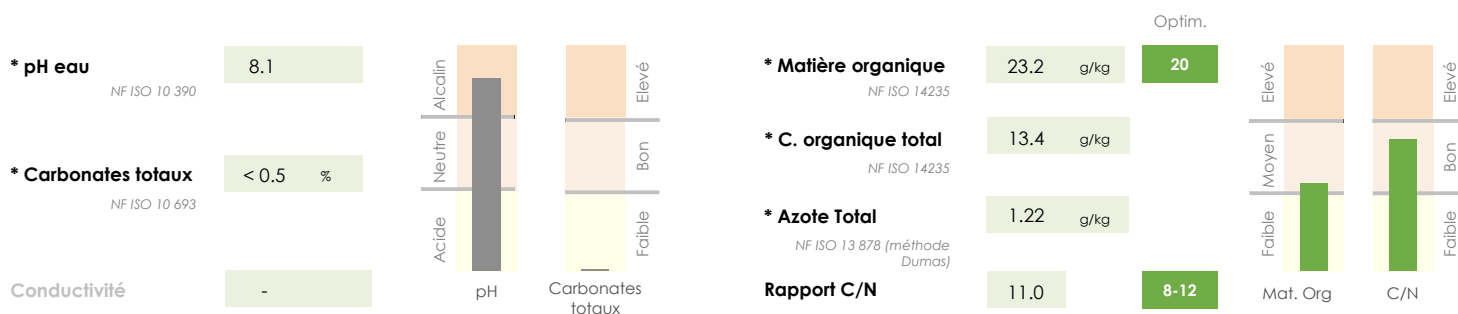 Optim.
* pH eau 8.1
NF ISO 10 390
* Carbonates totaux < 0.5 %
NF ISO 10 693
Conductivité -
Alcalin
Neutre
Acide
Elevé
Bon
Faible
pH
Carbonates
totaux
* Matière organique 23.2 g/kg 20
NF ISO 14235
* C. organique total 13.4 g/kg
NF ISO 14235
* Azote Total 1.22 g/kg
NF ISO 13 878 (méthode
Dumas)
Rapport C/N 11.0 8-12
Elevé
Moyen
Faible
Elevé
Bon
Faible
Mat. Org
C/N